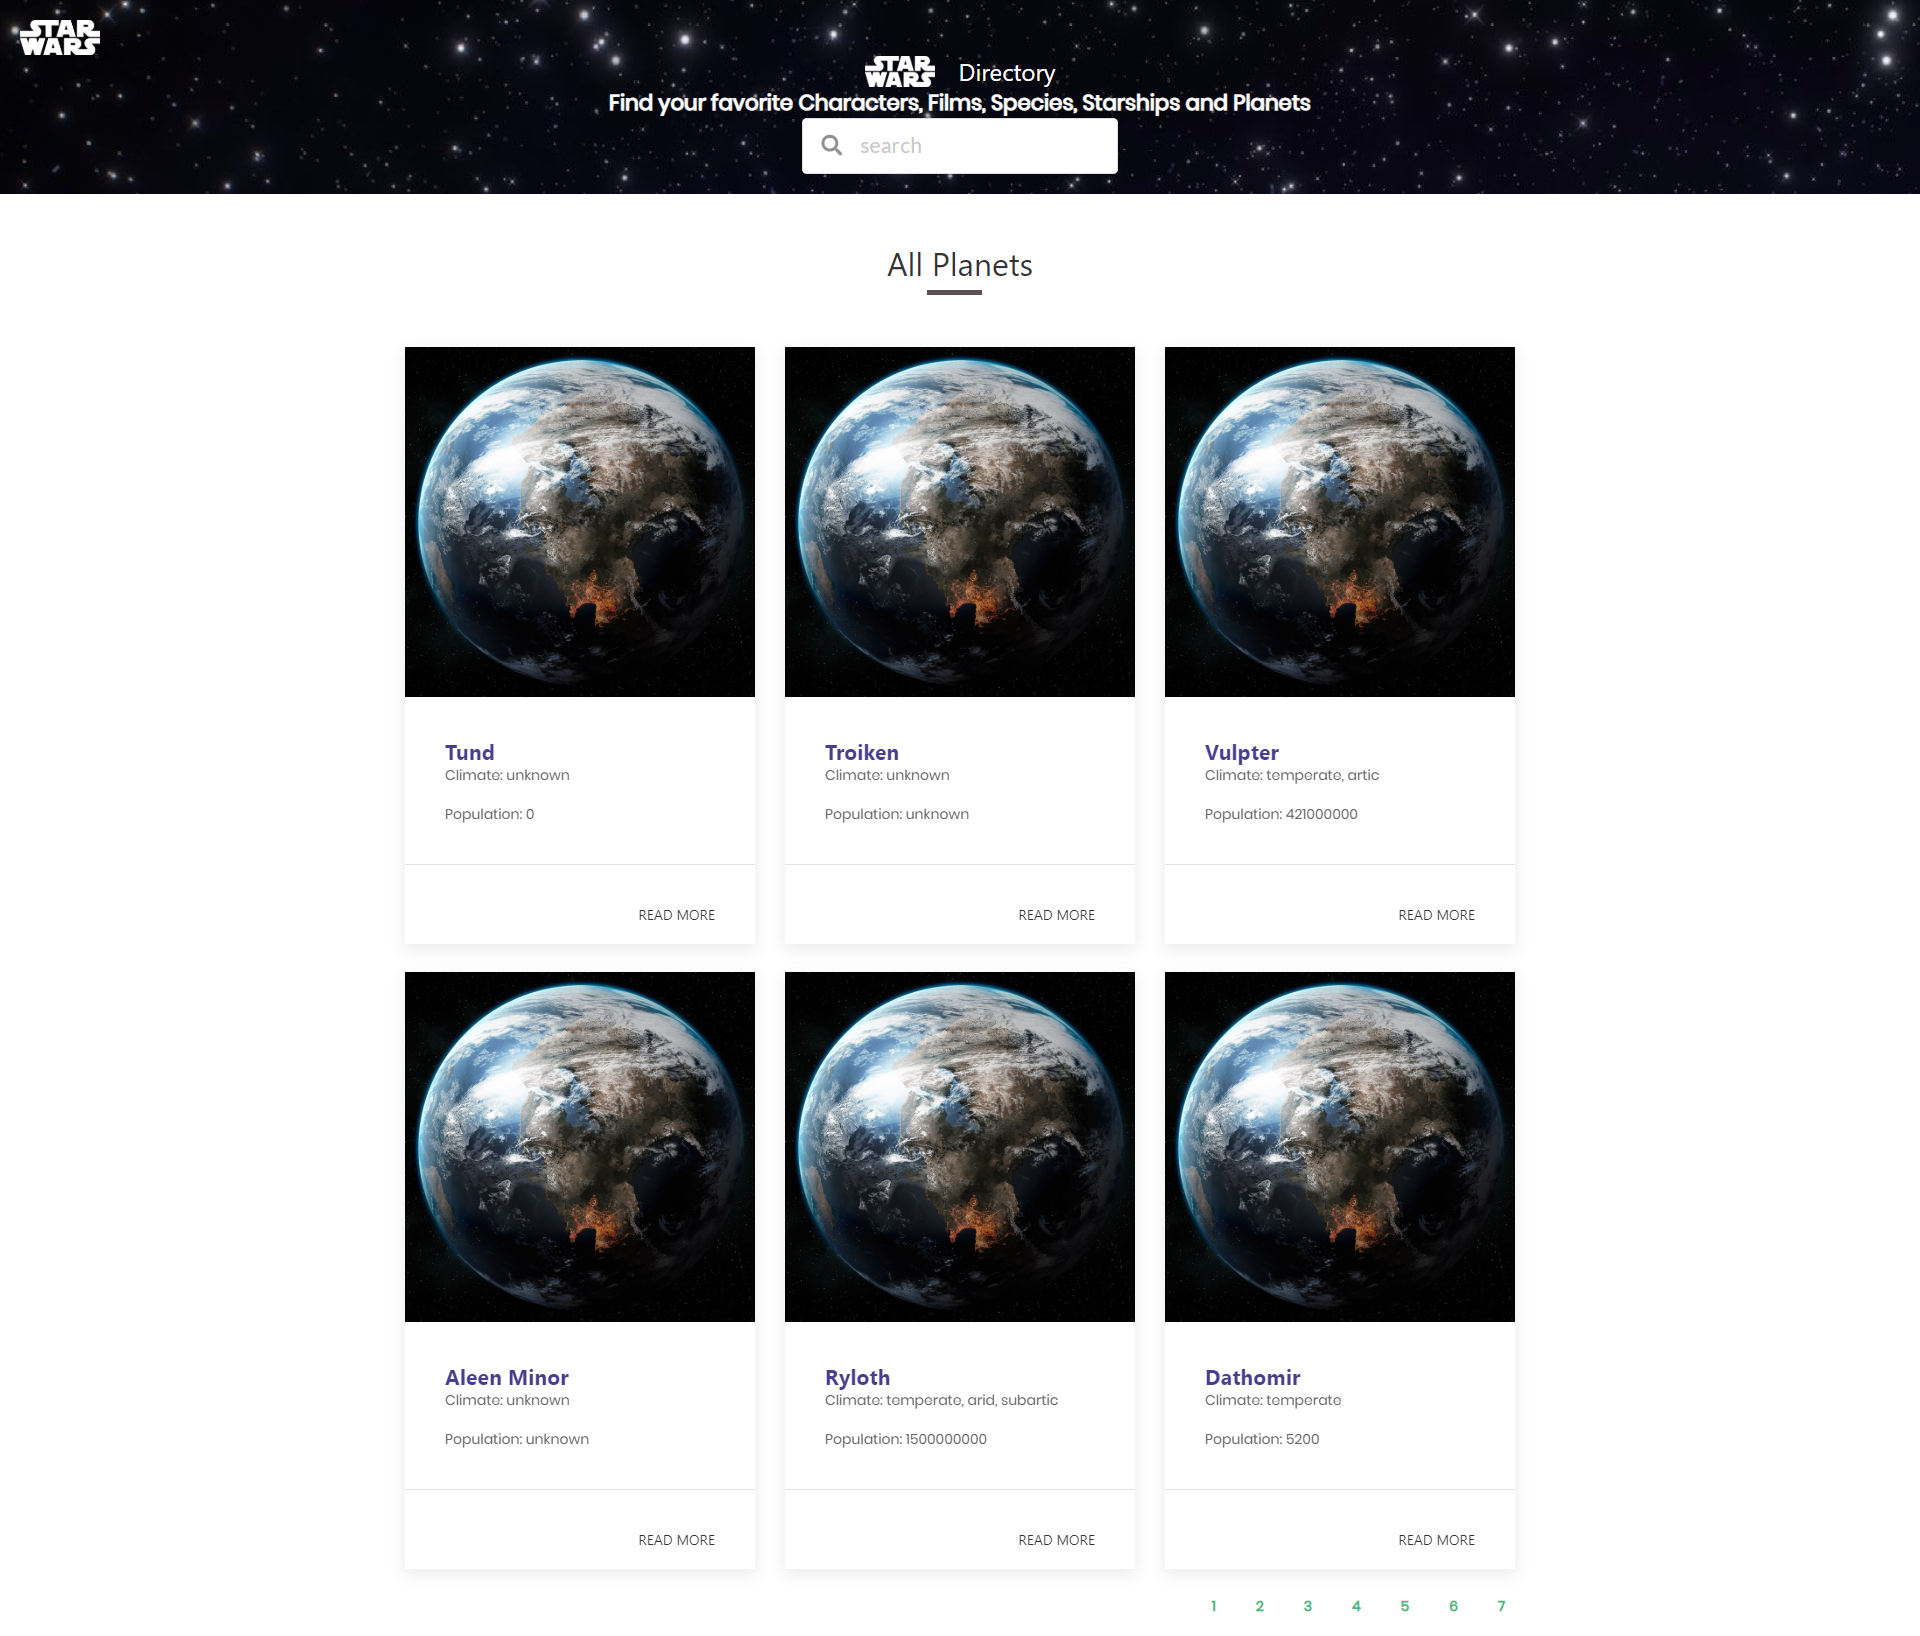 STAR
WARS
STAR
WARS
Directory
Find your favorite Characters, Films, Species, Starships and Planets
search
All Planets
Tund
Climate: unknown
Population: 0
READ MORE
Troiken
Climate: unknown
Population: unknown
READ MORE
Vulpter
Climate: temperate, artic
Population: 421000000
READ MORE
Aleen Minor
Climate: unknown
Population: unknown
READ MORE
Ryloth
Climate: temperate, arid, subartic
Population: 1500000000
READ MORE
Dathomir
Climate: temperate
Population: 5200
READ MORE
1 2 3 4 5 6 7